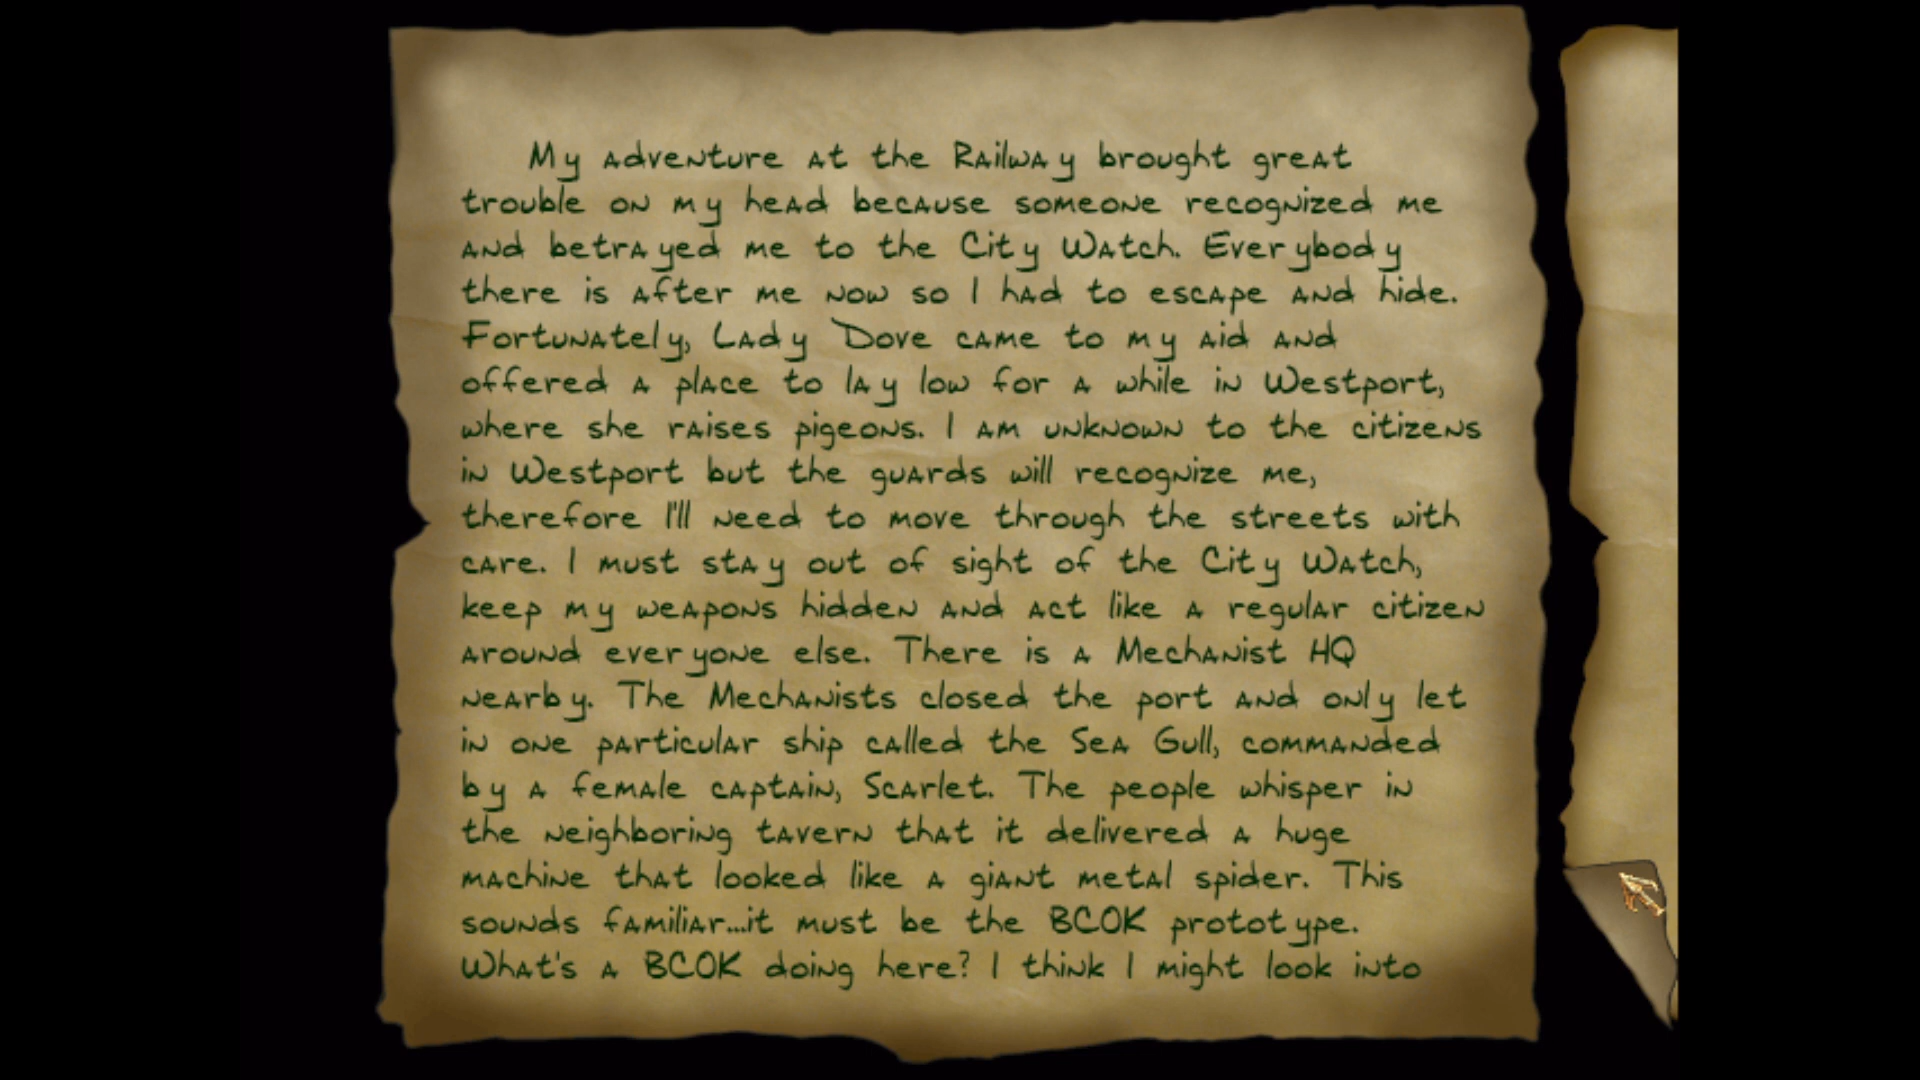 My adventure at the Railway brought great
trouble on my head because someone recognized me
and betrayed me to the City Watch. Everybody
there is after me now so I had to escape and hide.
Fortunately, Lady Dove came to my aid and
offered a place to lay low for a while in Westport,
where she raises pigeons. I am unknown to the citizens
in Westport but the guards will recognize me,
therefore I'll need to move through the streets with
care. I must stay out of sight of the City Watch,
keep my weapons hidden and act like a regular citizen
around everyone else. There is a Mechanist HQ
nearby. The Mechanists closed the port and only let
in one particular ship called the Sea Gull, commanded
by a female captain, Scarlet. The people whisper in
the neighboring tavern that it delivered a huge
machine that looked like a giant metal spider. This
sounds familiar...it must be the BCOK prototype.
What's a BCOK doing here? I think I might look into